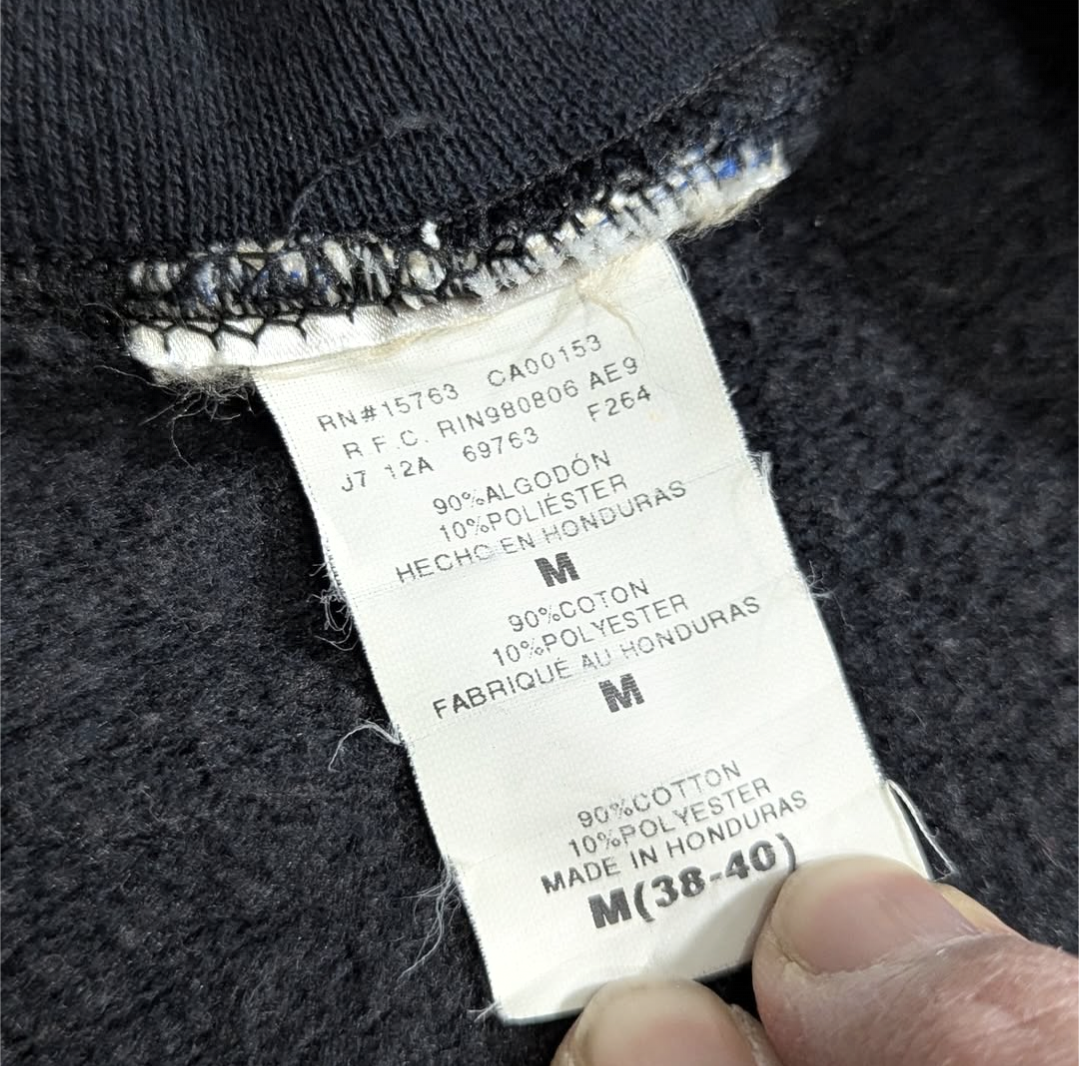 RN#15763 CA00153
R.F.C. RIN980806 AE9
J7 12A 69763 F264
90%ALGODÓN
10%POLIÉSTER
HECHO EN HONDURAS
M
90%COTON
10%POLYESTER
FABRIQUÉ AU HONDURAS
M
90%COTTON
10%POLYESTER
MADE IN HONDURAS
M(38-40)